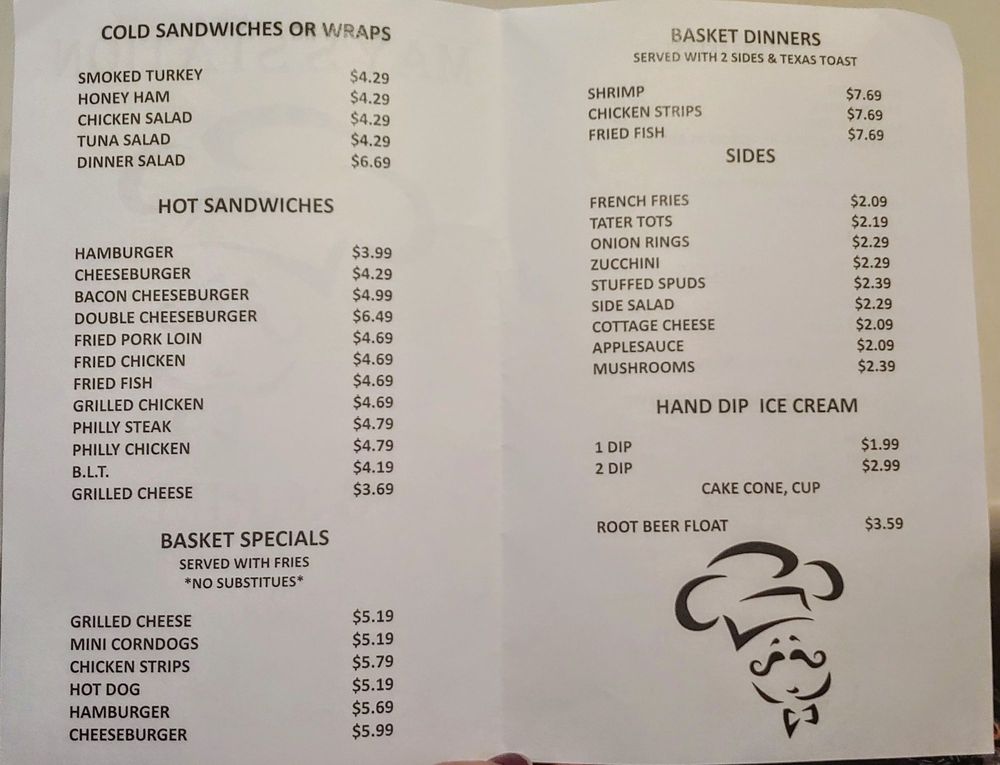 COLD SANDWICHES OR WRAPS
SMOKED TURKEY $4.29
HONEY HAM $4.29
CHICKEN SALAD $4.29
TUNA SALAD $4.29
DINNER SALAD $6.69
HOT SANDWICHES
HAMBURGER $3.99
CHEESEBURGER $4.29
BACON CHEESEBURGER $4.99
DOUBLE CHEESEBURGER $6.49
FRIED PORK LOIN $4.69
FRIED CHICKEN $4.69
FRIED FISH $4.69
GRILLED CHICKEN $4.69
PHILLY STEAK $4.79
PHILLY CHICKEN $4.79
B.L.T. $4.19
GRILLED CHEESE $3.69
BASKET SPECIALS
SERVED WITH FRIES
*NO SUBSTITUES*
GRILLED CHEESE $5.19
MINI CORNDOGS $5.19
CHICKEN STRIPS $5.79
HOT DOG $5.19
HAMBURGER $5.69
CHEESEBURGER $5.99
BASKET DINNERS
SERVED WITH 2 SIDES & TEXAS TOAST
SHRIMP $7.69
CHICKEN STRIPS $7.69
FRIED FISH $7.69
SIDES
FRENCH FRIES $2.09
TATER TOTS $2.19
ONION RINGS $2.29
ZUCCHINI $2.29
STUFFED SPUDS $2.39
SIDE SALAD $2.29
COTTAGE CHEESE $2.09
APPLESAUCE $2.09
MUSHROOMS $2.39
HAND DIP ICE CREAM
1 DIP $1.99
2 DIP $2.99
CAKE CONE, CUP
ROOT BEER FLOAT $3.59